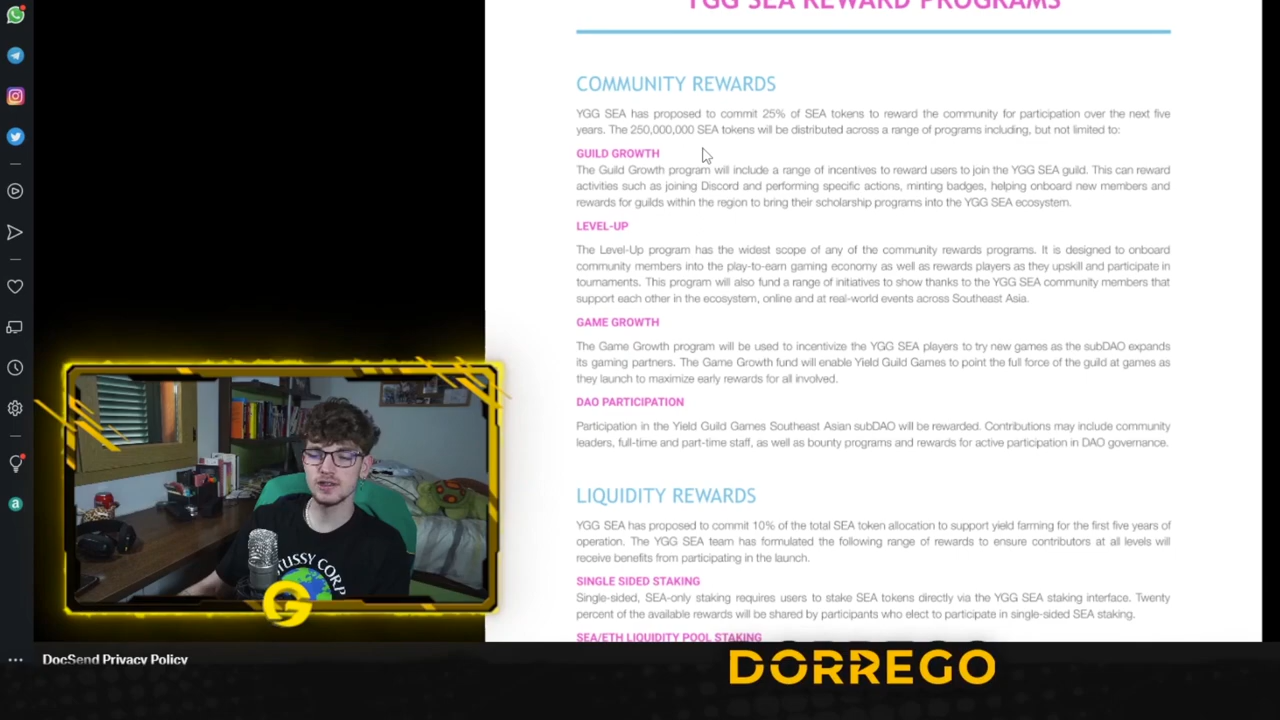 YGG SEA REWARD PROGRAMS
COMMUNITY REWARDS
YGG SEA has proposed to commit 25% of SEA tokens to reward the community for participation over the next five
years. The 250,000,000 SEA tokens will be distributed across a range of programs including, but not limited to:
GUILD GROWTH
The Guild Growth program will include a range of incentives to reward users to join the YGG SEA guild. This can reward
activities such as joining Discord and performing specific actions, minting badges, helping onboard new members and
rewards for guilds within the region to bring their scholarship programs into the YGG SEA ecosystem.
LEVEL-UP
The Level-Up program has the widest scope of any of the community rewards programs. It is designed to onboard
community members into the play-to-earn gaming economy as well as rewards players as they upskill and participate in
tournaments. This program will also fund a range of initiatives to show thanks to the YGG SEA community members that
support each other in the ecosystem, online and at real-world events across Southeast Asia.
GAME GROWTH
The Game Growth program will be used to incentivize the YGG SEA players to try new games as the subDAO expands
its gaming partners. The Game Growth fund will enable Yield Guild Games to point the full force of the guild at games as
they launch to maximize early rewards for all involved.
DAO PARTICIPATION
Participation in the Yield Guild Games Southeast Asian subDAO will be rewarded. Contributions may include community
leaders, full-time and part-time staff, as well as bounty programs and rewards for active participation in DAO governance.
LIQUIDITY REWARDS
YGG SEA has proposed to commit 10% of the total SEA token allocation to support yield farming for the first five years of
operation. The YGG SEA team has formulated the following range of rewards to ensure contributors at all levels will
receive benefits from participating in the launch.
SINGLE SIDED STAKING
Single-sided, SEA-only staking requires users to stake SEA tokens directly via the YGG SEA staking interface. Twenty
percent of the available rewards will be shared by participants who elect to participate in single-sided SEA staking.
SEA/ETH LIQUIDITY POOL STAKING
a
STUSSY CORP
G
DocSend Privacy Policy
DORREGO